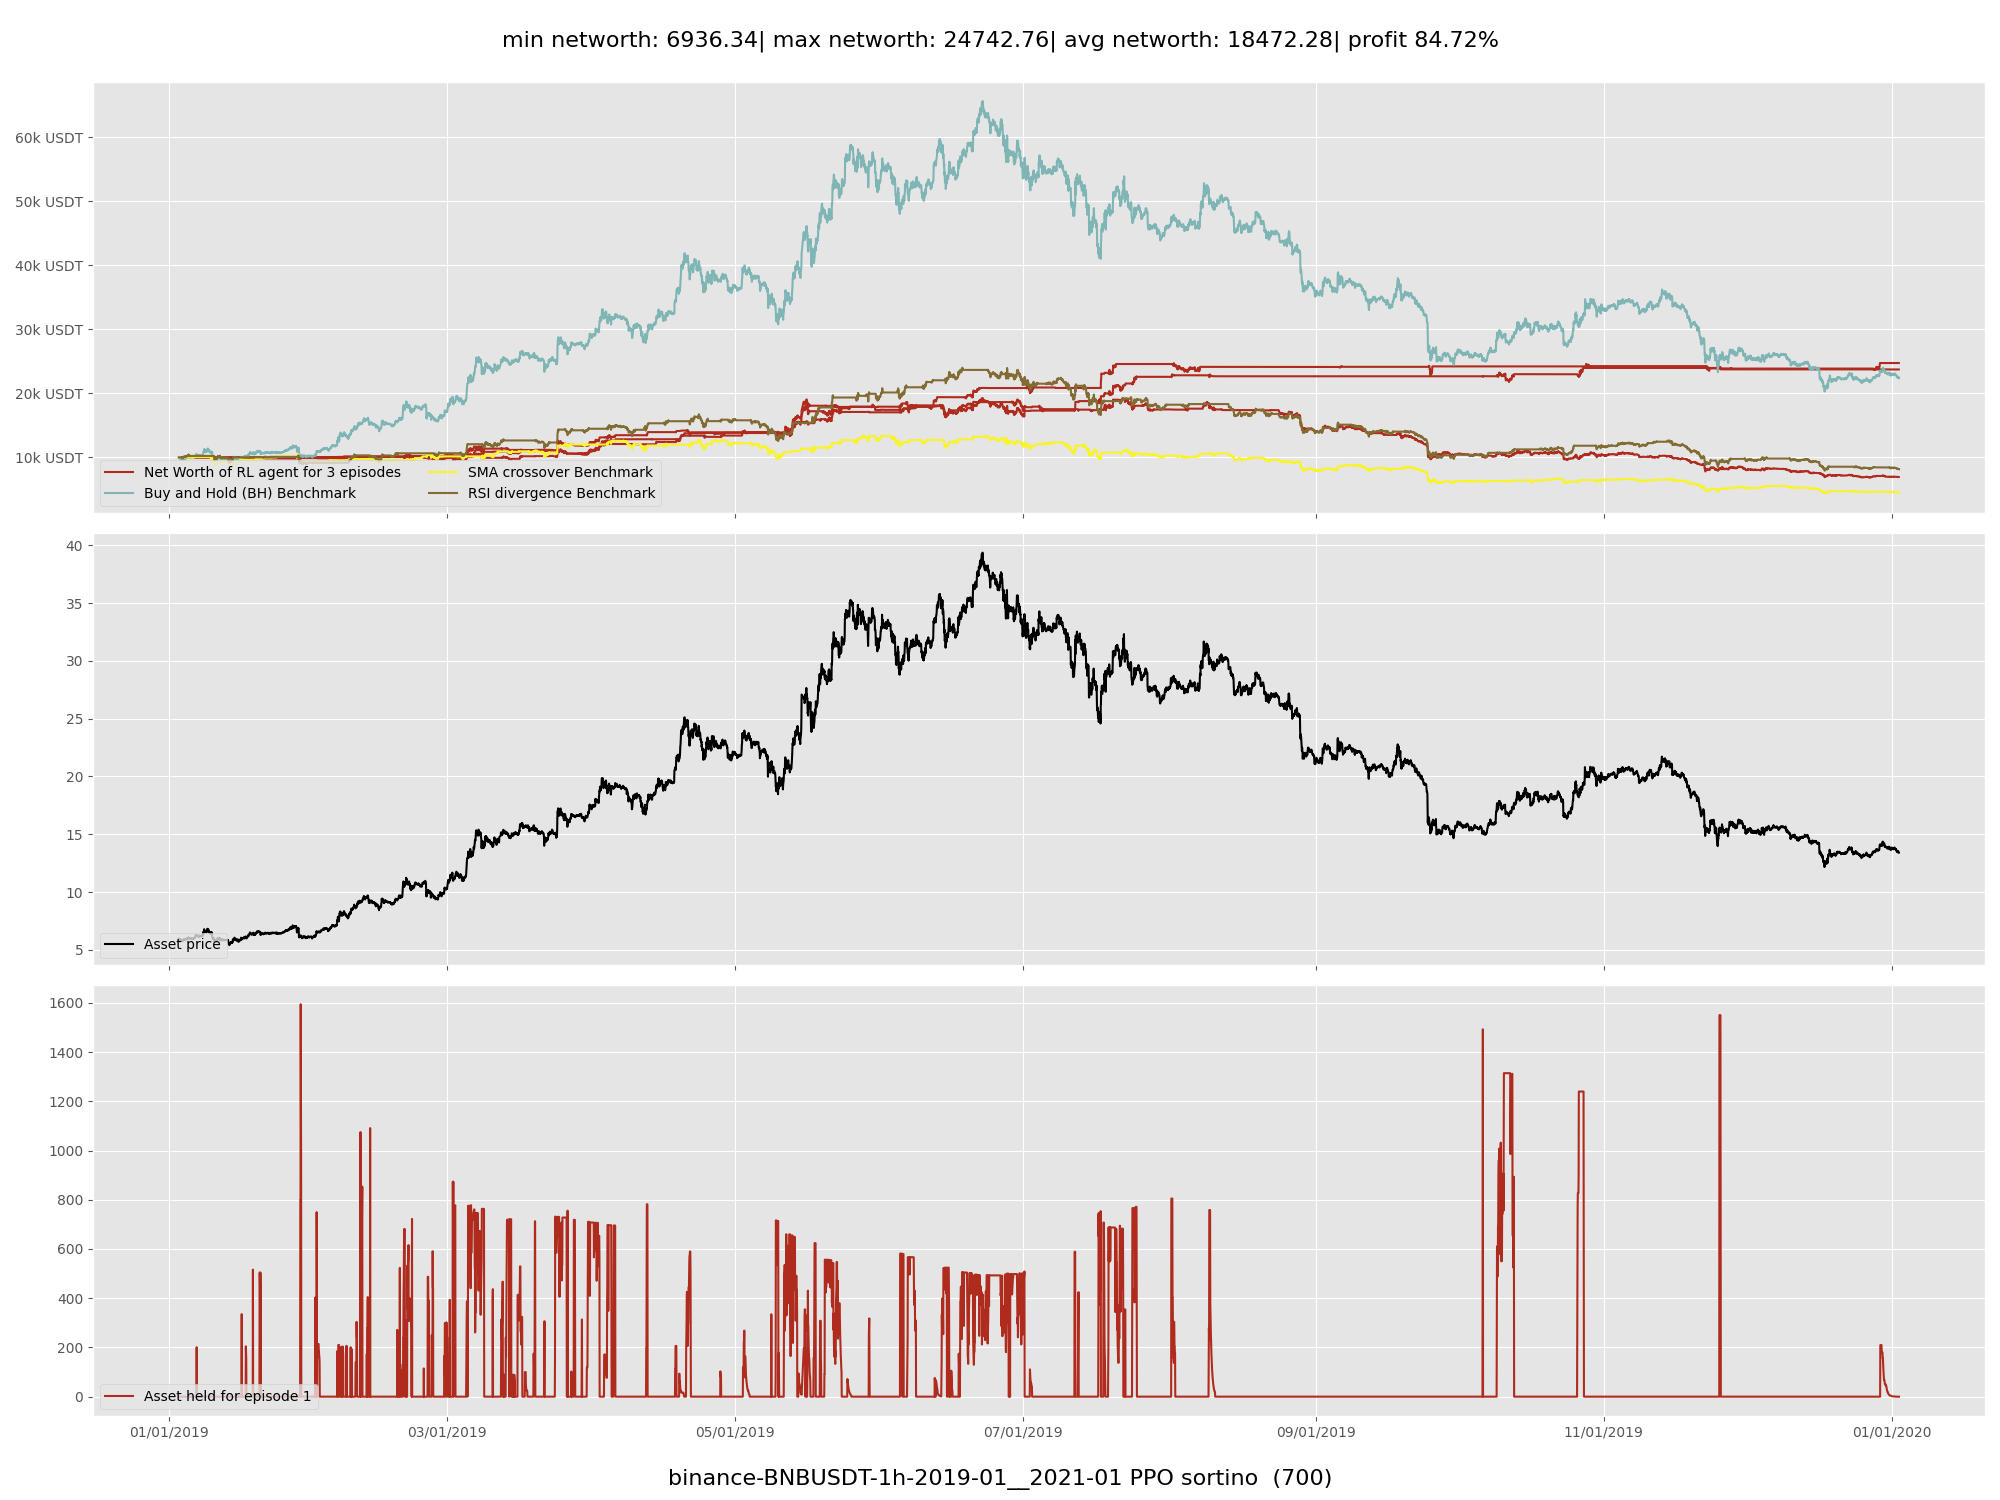 min networth: 6936.34| max networth: 24742.76| avg networth: 18472.28| profit 84.72%
60k USDT
50k USDT
40k USDT
30k USDT
20k USDT
10k USDT
Net Worth of RL agent for 3 episodes
Buy and Hold (BH) Benchmark
SMA crossover Benchmark
RSI divergence Benchmark
40
35
30
25
20
15
10
5
Asset price
1600
1400
1200
1000
800
600
400
200
0
Asset held for episode 1
01/01/2019 03/01/2019 05/01/2019 07/01/2019 09/01/2019 11/01/2019 01/01/2020
binance-BNBUSDT-1h-2019-01__2021-01 PPO sortino (700)